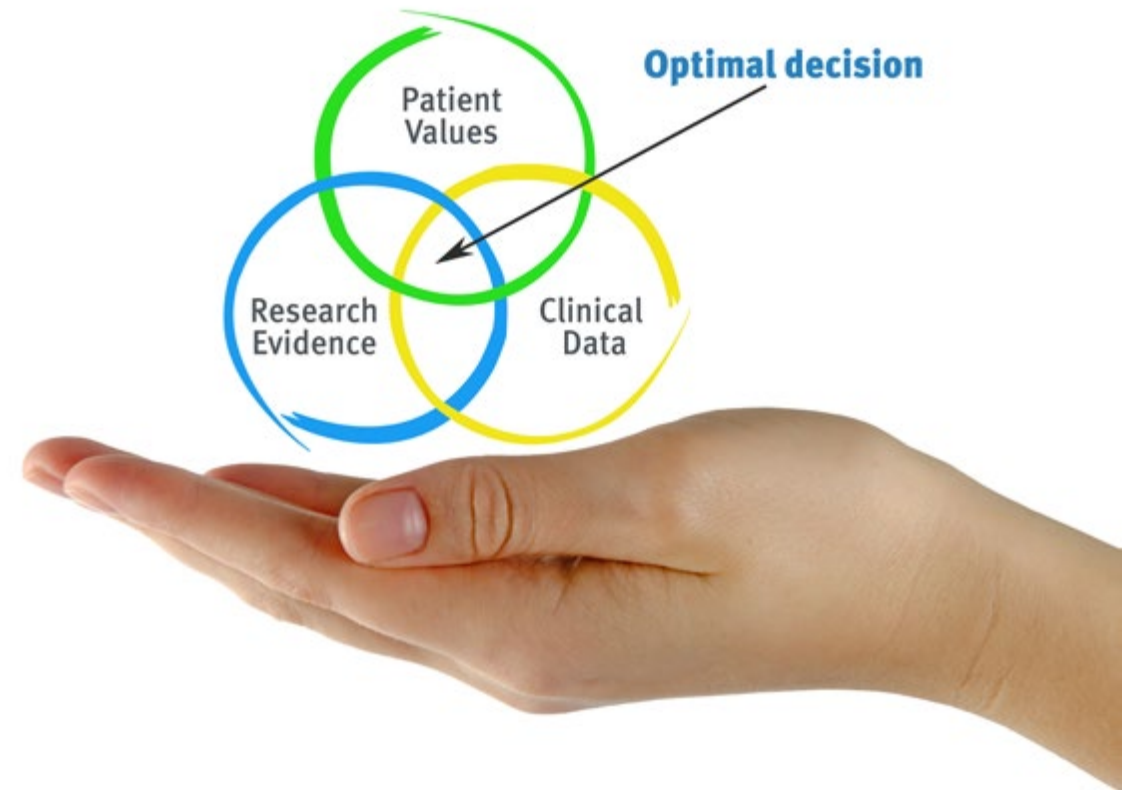 Optimal decision
Patient
Values
Research
Evidence
Clinical
Data